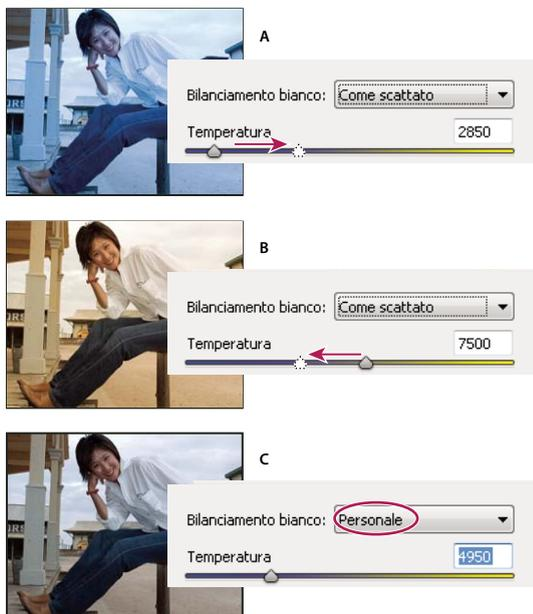 A
Bilanciamento bianco: Come scattato
Temperatura 2850
B
Bilanciamento bianco: Come scattato
Temperatura 7500
C
Bilanciamento bianco: Personale
Temperatura 4950